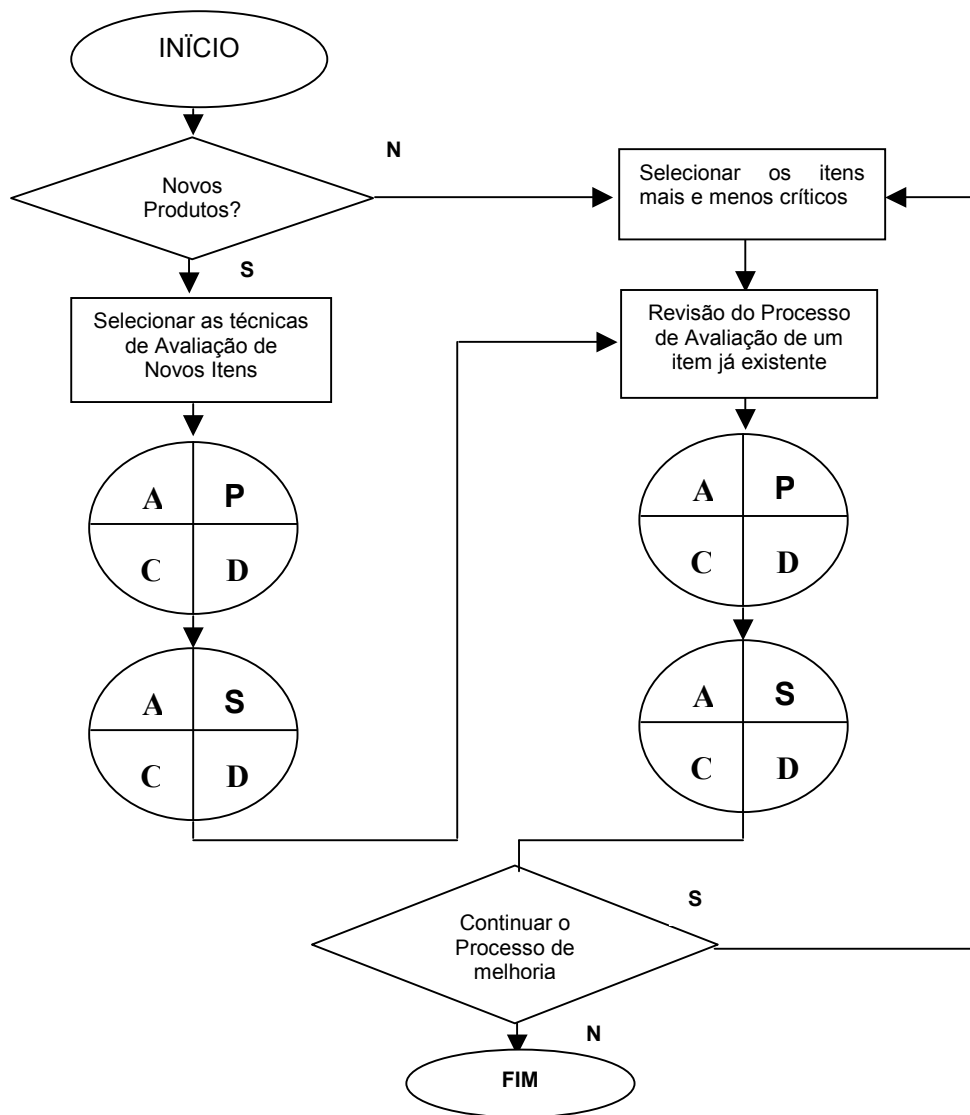 INÏCIO
N
Novos
Produtos?
Selecionar os itens
mais e menos críticos
S
Selecionar as técnicas
de Avaliação de
Novos Itens
Revisão do Processo
de Avaliação de um
item já existente
A P
C D
A P
C D
A S
C D
A S
C D
S
Continuar o
Processo de
melhoria
N
FIM